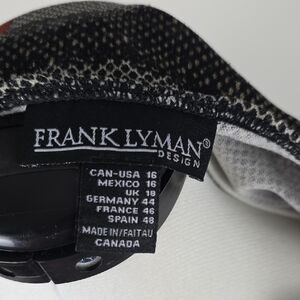 FRANK LYMAN®
DESIGN
CAN-USA 16
MEXICO 16
UK 18
GERMANY 44
FRANCE 46
SPAIN 48
MADE IN/FAIT AU
CANADA